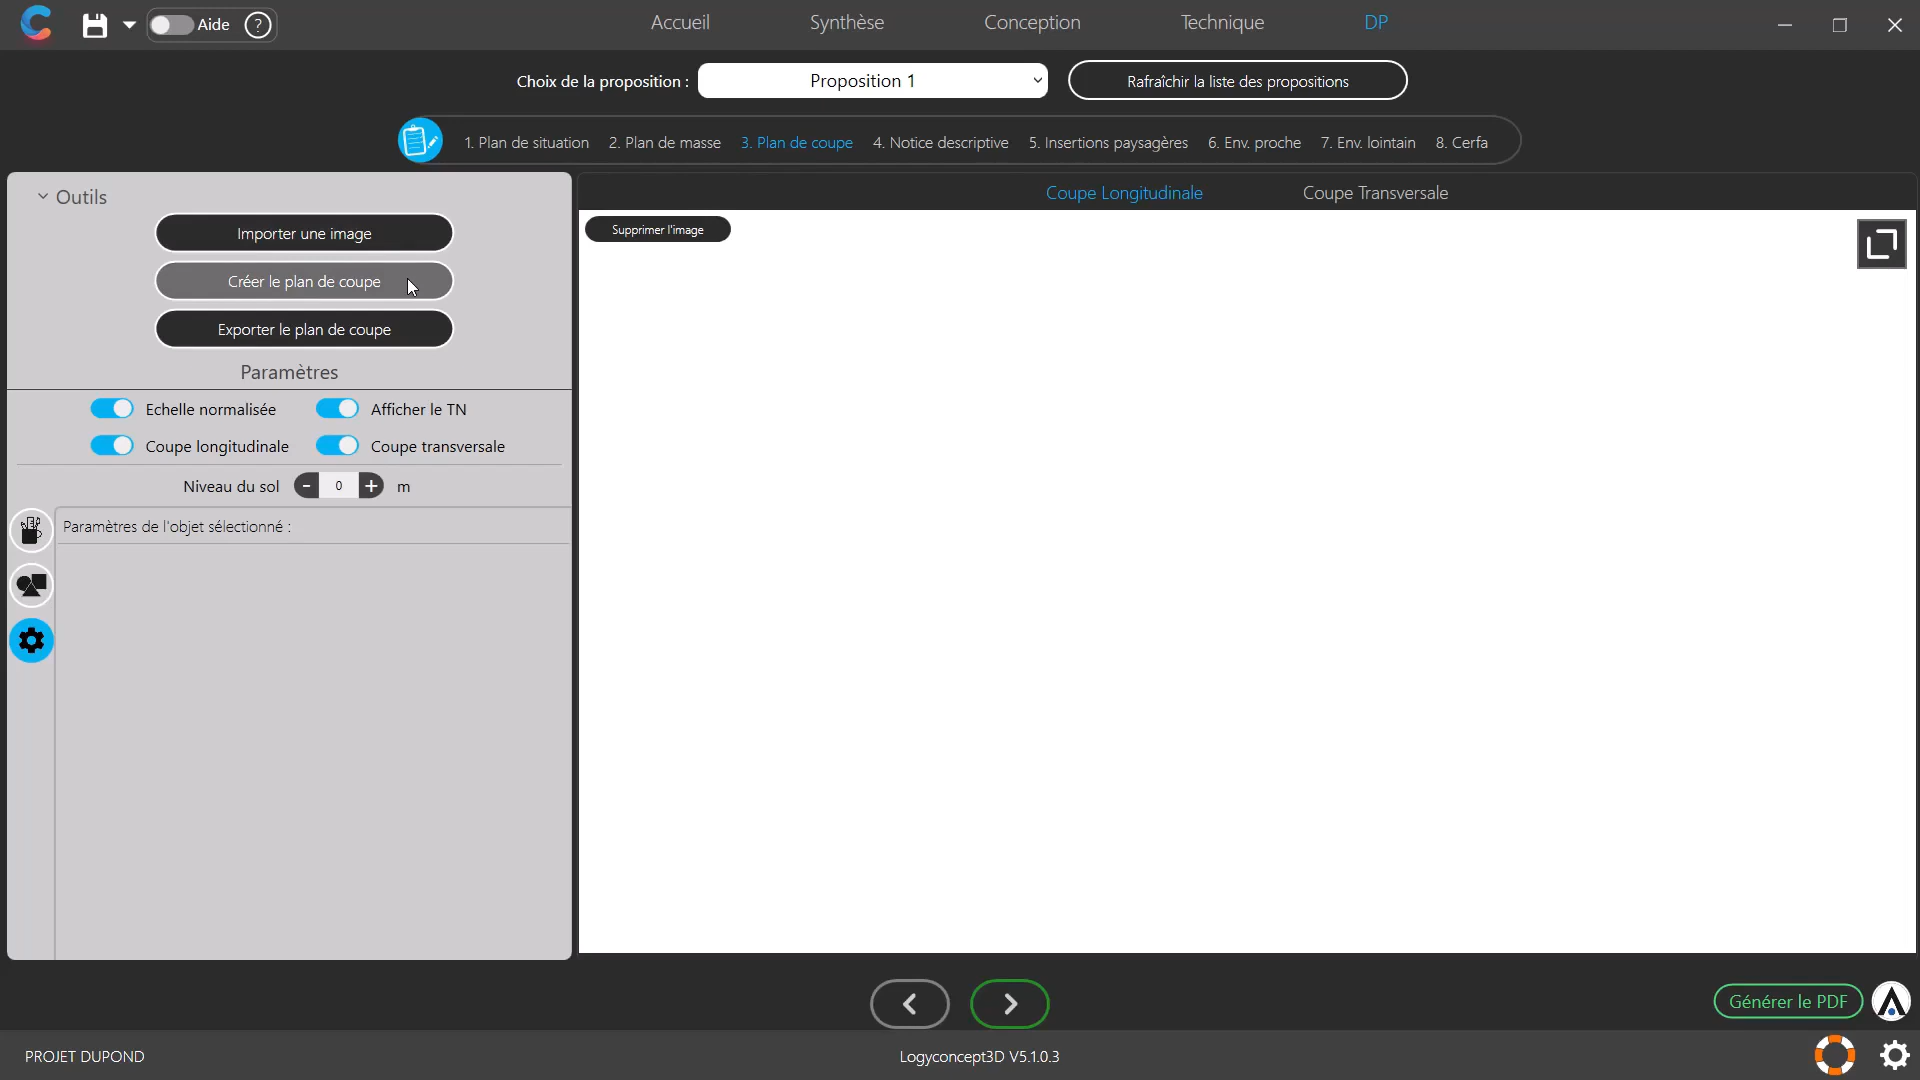 Aide ?
Accueil
Synthèse
Conception
Technique
DP
Choix de la proposition :
Proposition 1
Rafraîchir la liste des propositions
1. Plan de situation
2. Plan de masse
3. Plan de coupe
4. Notice descriptive
5. Insertions paysagères
6. Env. proche
7. Env. lointain
8. Cerfa
Outils
Importer une image
Créer le plan de coupe
Exporter le plan de coupe
Paramètres
Echelle normalisée
Afficher le TN
Coupe longitudinale
Coupe transversale
Niveau du sol - 0 + m
Paramètres de l'objet sélectionné :
Coupe Longitudinale
Coupe Transversale
Supprimer l'image
Générer le PDF
PROJET DUPOND
Logyconcept3D V5.1.0.3